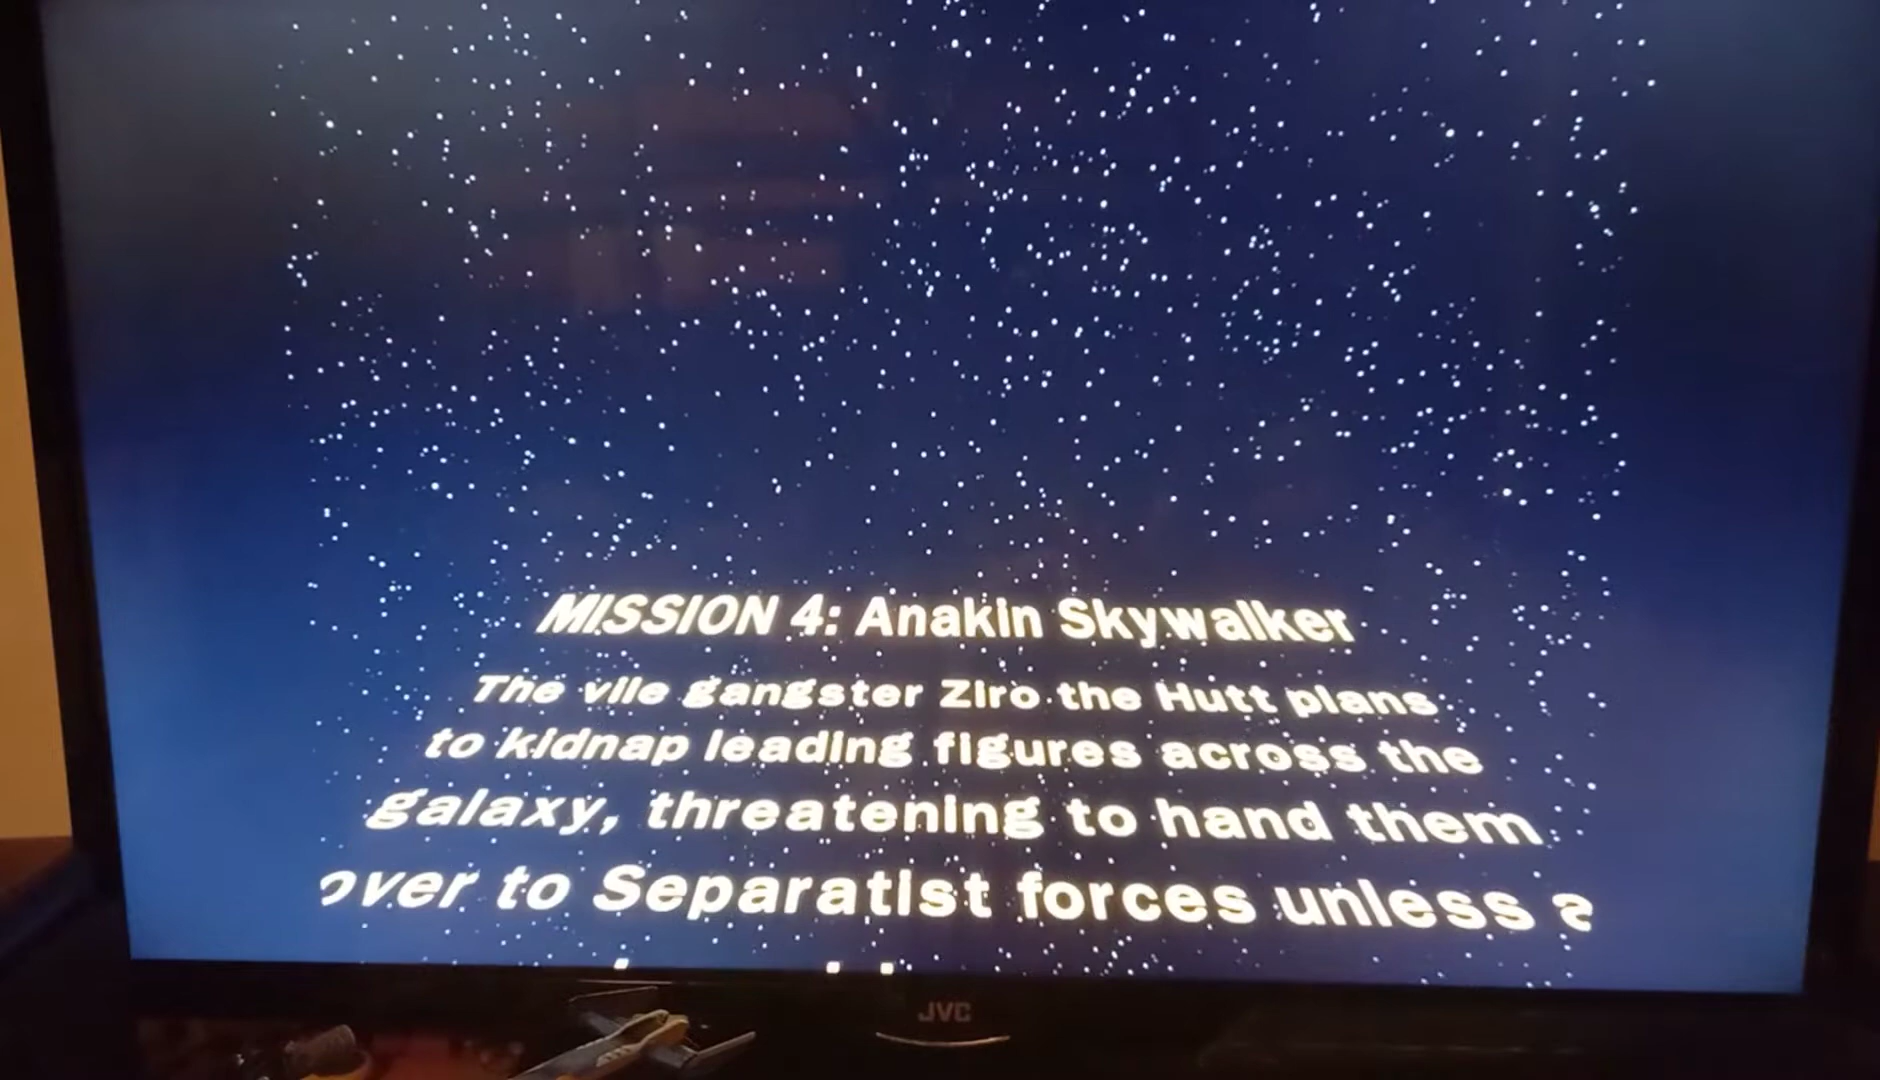 MISSION 4: Anakin Skywalker
The vile gangster Ziro the Hutt plans
to kidnap leading figures across the
galaxy, threatening to hand them
over to Separatist forces unless a
JVC